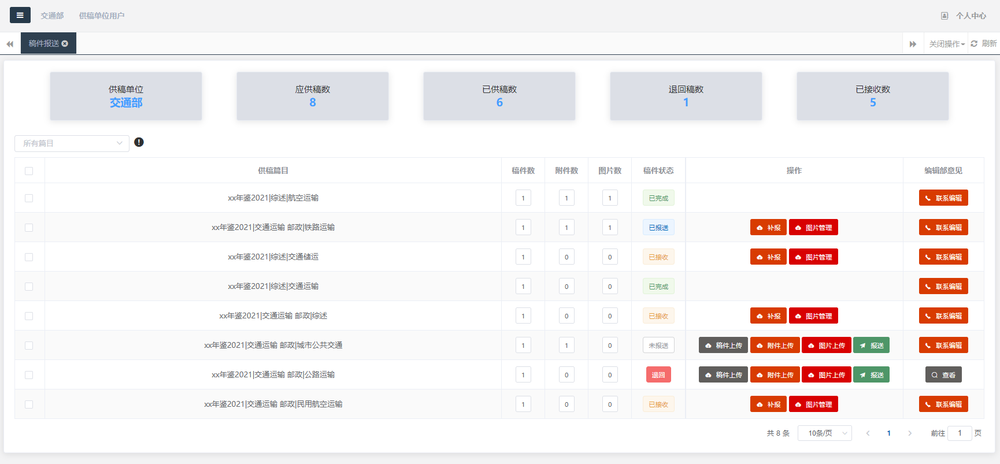 交通部 供稿单位用户 个人中心
稿件报送 关闭操作 刷新
供稿单位 应供稿数 已供稿数 退回稿数 已接收数
交通部 8 6 1 5
所有篇目
供稿篇目 稿件数 附件数 图片数 稿件状态 操作 编辑部意见
xx年鉴2021|综述|航空运输 1 1 1 已完成 联系编辑
xx年鉴2021|交通运输 邮政|铁路运输 1 1 1 已报送 补报 图片管理 联系编辑
xx年鉴2021|综述|交通储运 1 0 0 已接收 补报 图片管理 联系编辑
xx年鉴2021|综述|交通运输 1 0 0 已完成 联系编辑
xx年鉴2021|交通运输 邮政|综述 1 0 0 已接收 补报 图片管理 联系编辑
xx年鉴2021|交通运输 邮政|城市公共交通 1 1 0 未报送 稿件上传 附件上传 图片上传 报送 联系编辑
xx年鉴2021|交通运输 邮政|公路运输 1 0 0 退回 稿件上传 附件上传 图片上传 报送 查看
xx年鉴2021|交通运输 邮政|民用航空运输 1 0 0 已接收 补报 图片管理 联系编辑
共 8 条 10条/页 1 前往 1 页